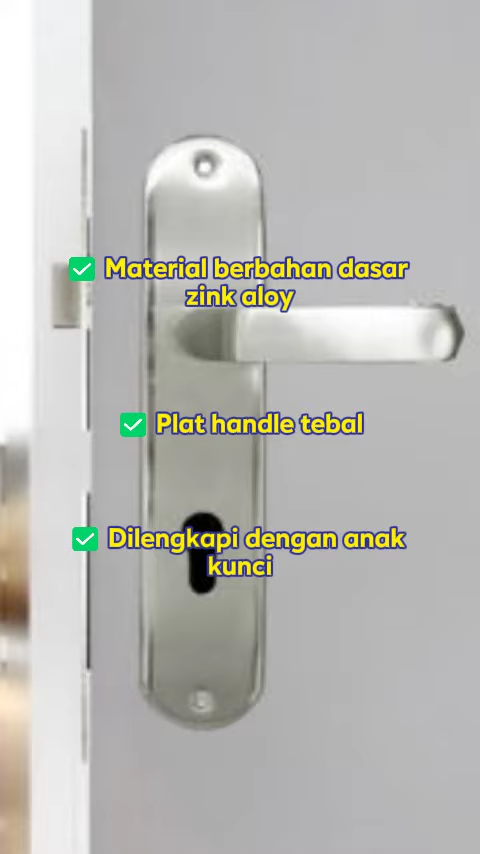 ✅ Material berbahan dasar
zink aloy
✅ Plat handle tebal
✅ Dilengkapi dengan anak
kunci